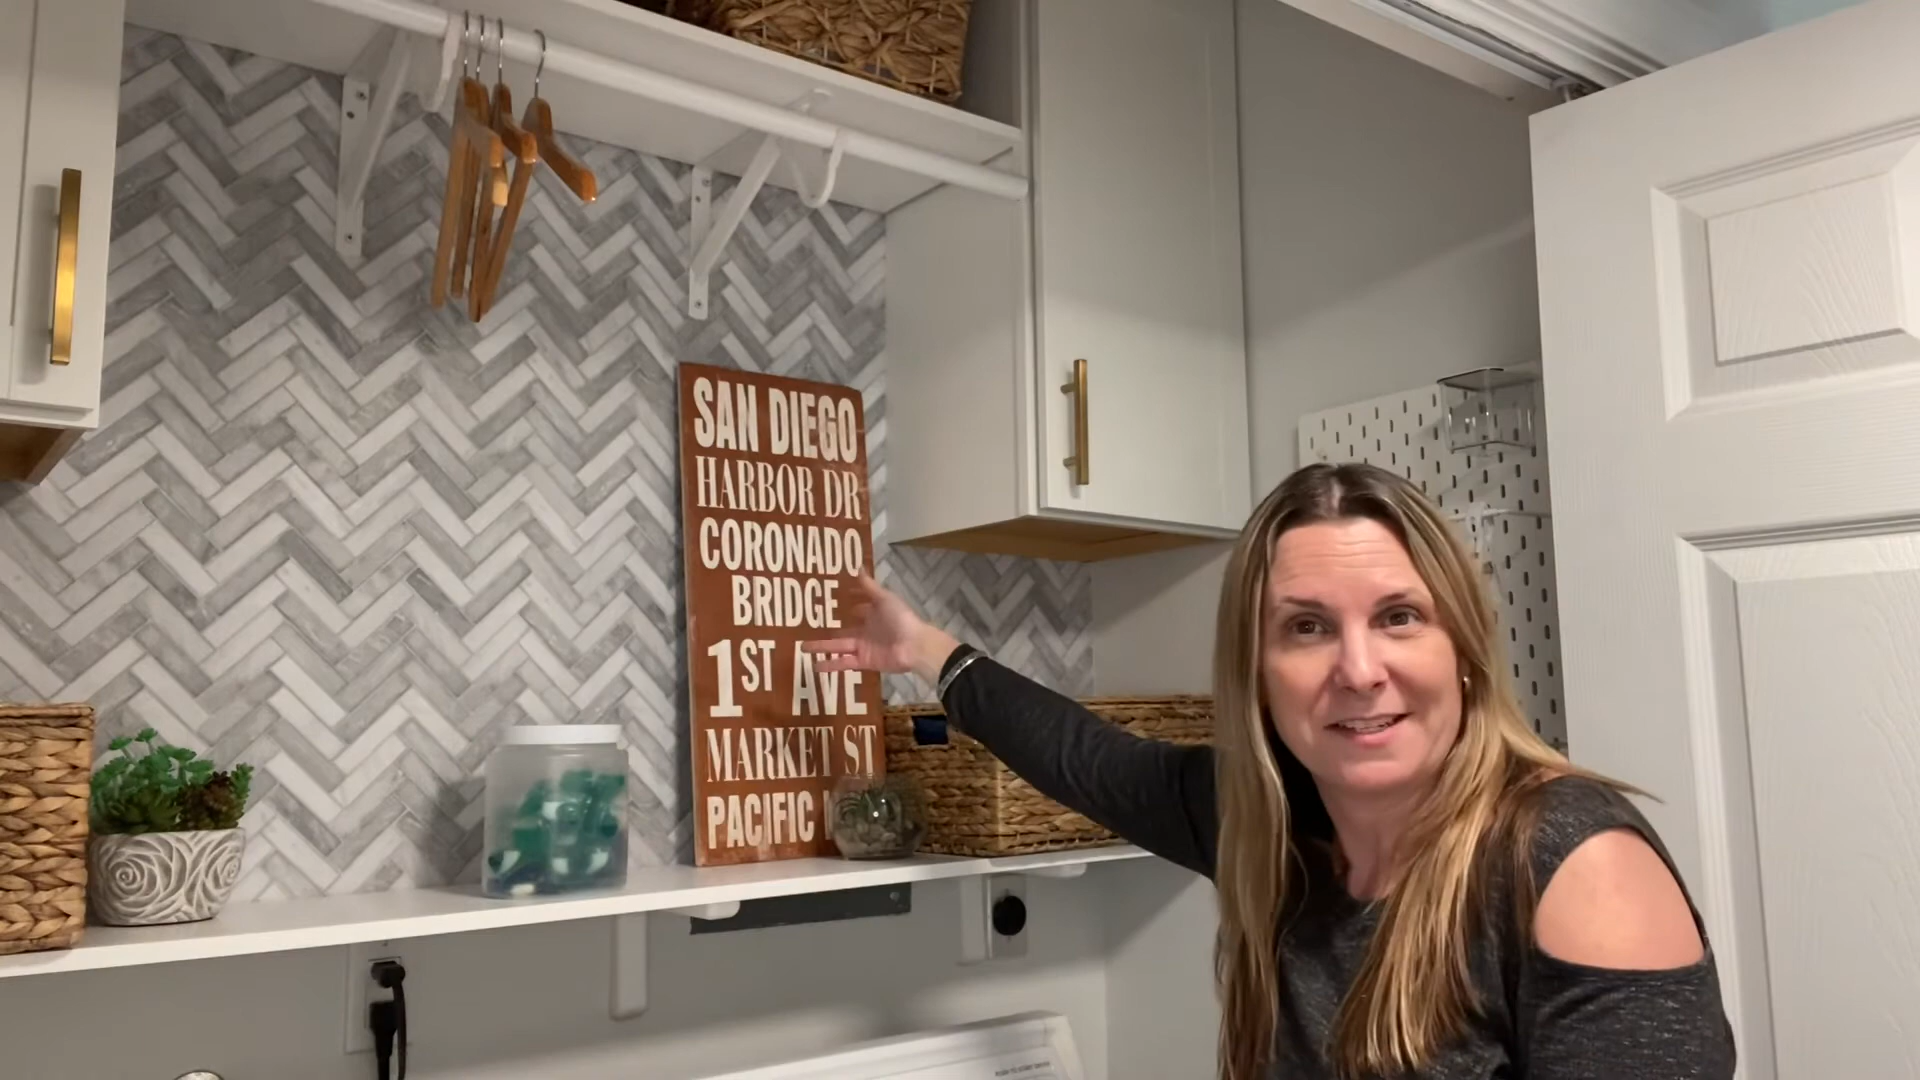 SAN DIEGO
HARBOR DR
CORONADO
BRIDGE
1ST AVE
MARKET ST
PACIFIC